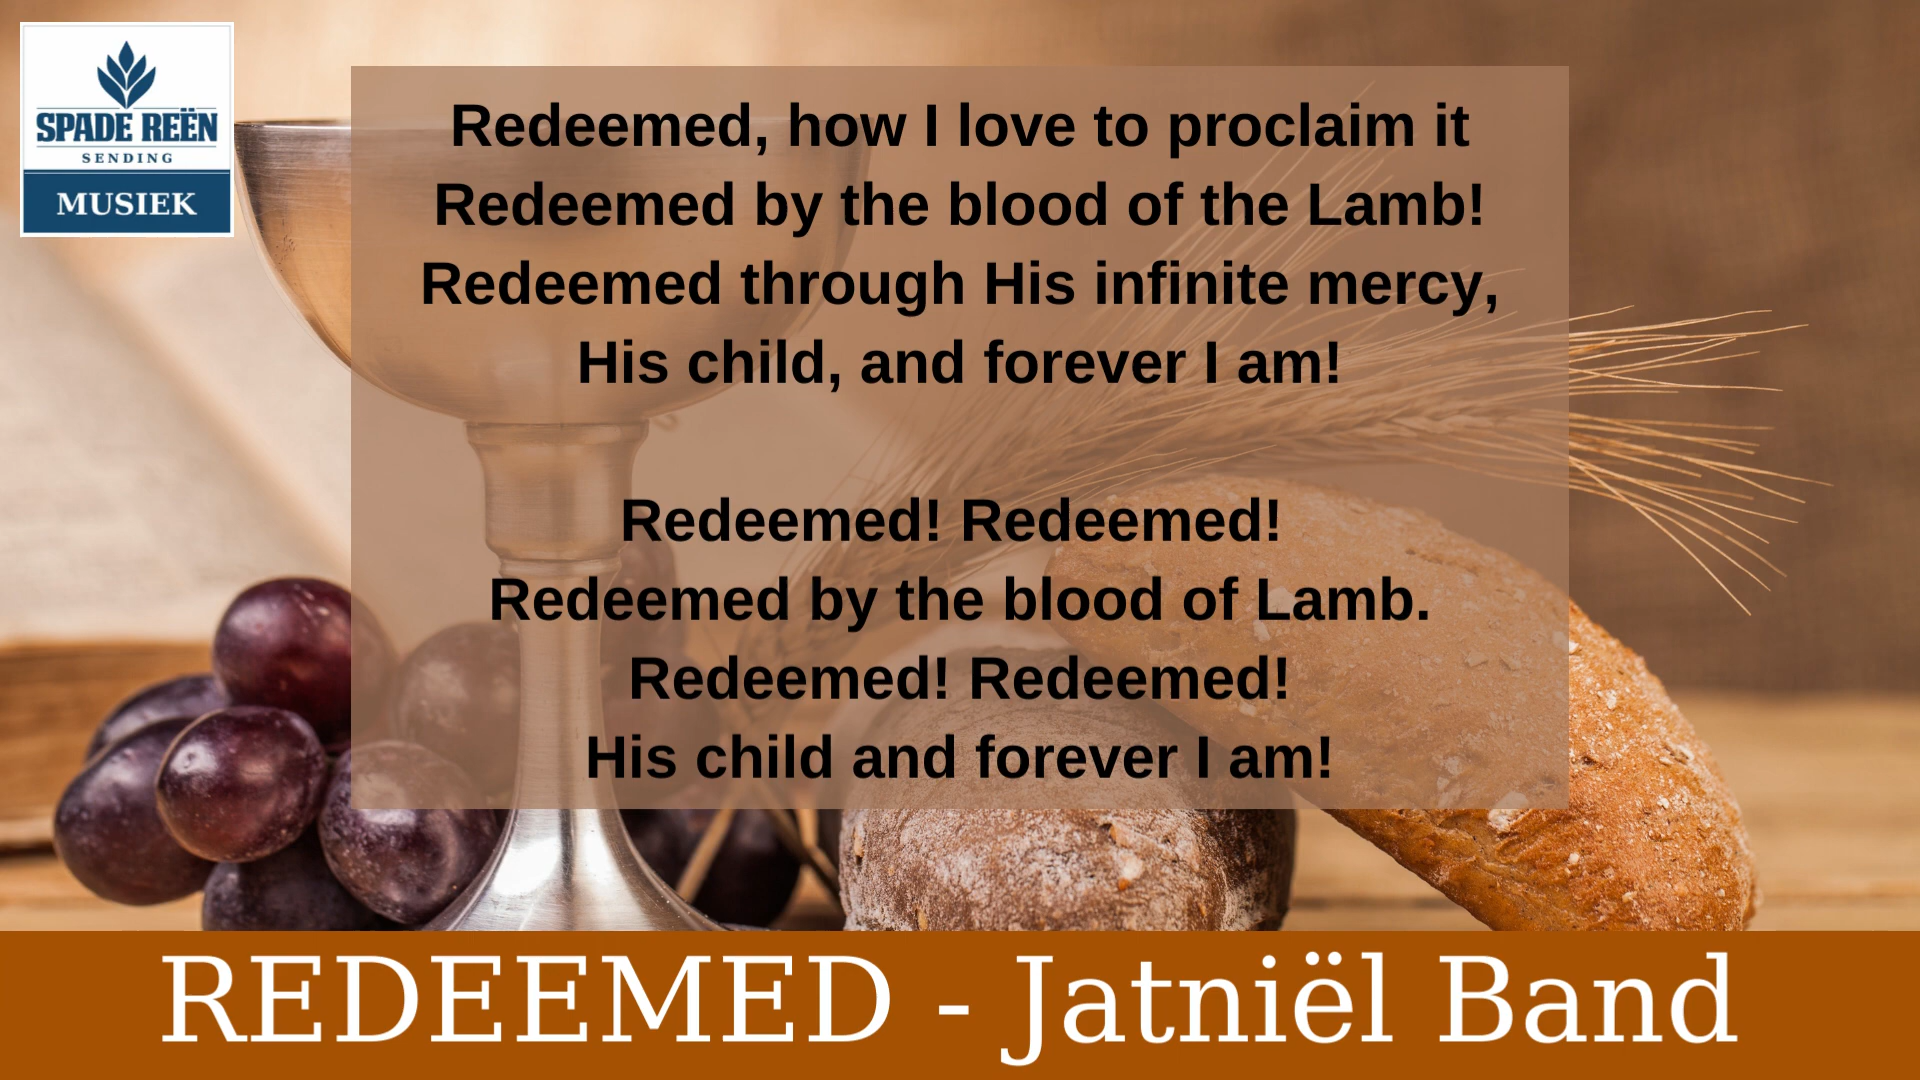 SPADE REËN
SENDING
MUSIEK
Redeemed, how I love to proclaim it
Redeemed by the blood of the Lamb!
Redeemed through His infinite mercy,
His child, and forever I am!
Redeemed! Redeemed!
Redeemed by the blood of Lamb.
Redeemed! Redeemed!
His child and forever I am!
REDEEMED - Jatniël Band